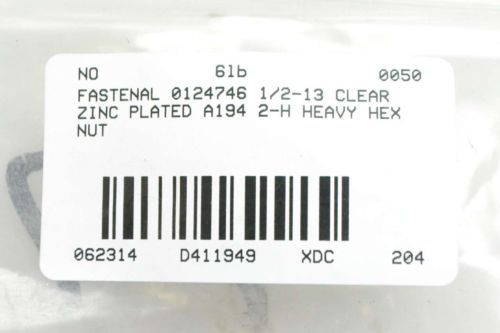 NO 6lb 0050
FASTENAL 0124746 1/2-13 CLEAR
ZINC PLATED A194 2-H HEAVY HEX
NUT
062314 D411949 XDC 204